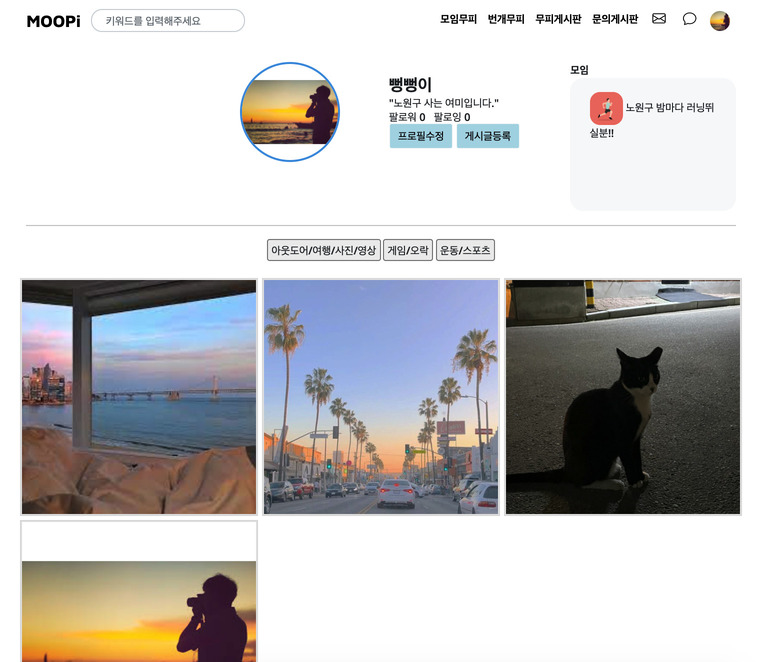 MOOPi 키워드를 입력해주세요 모임무피 번개무피 무피게시판 문의게시판
뻥뻥이
"노원구 사는 여미입니다."
팔로워 0 팔로잉 0
프로필수정 게시글등록
모임
노원구 밤마다 러닝뛰
실분!!
아웃도어/여행/사진/영상 게임/오락 운동/스포츠